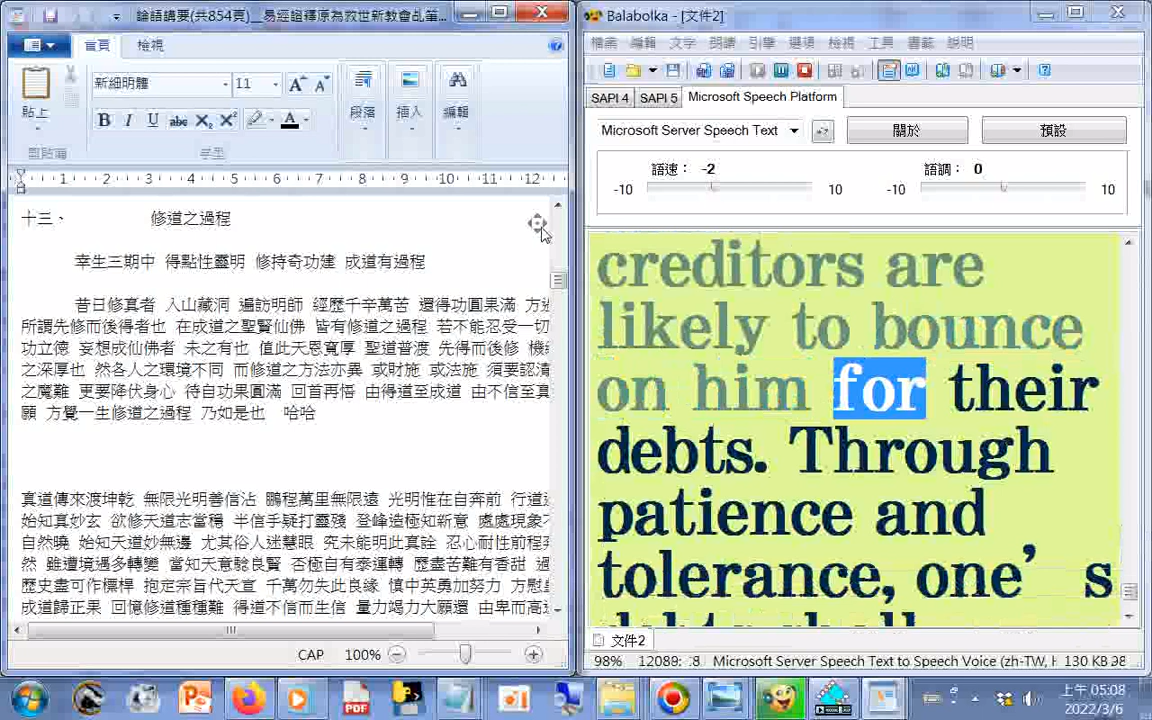 論語講要(共854頁)__易經證釋原為救世新教會乩筆...
首頁 檢視
新細明體 11
貼上
段落 插入 編輯
剪貼簿 字型
1 2 3 4 5 6 7 8 9 10 11 12
十三、 修道之過程
幸生三期中 得點性靈明 修持奇功建 成道有過程
昔日修真者 入山藏洞 遍訪明師 經歷千辛萬苦 還得功圓果滿 方
所謂先修而後得者也 在成道之聖賢仙佛 皆有修道之過程 若不能忍受一切
功立德 妄想成仙佛者 未之有也 值此天恩寬厚 聖道普渡 先得而後修 機
之深厚也 然各人之環境不同 而修道之方法亦異 或財施 或法施 須要認清
之魔難 更要降伏身心 待自功果圓滿 回首再悟 由得道至成道 由不信至真
願 方覺一生修道之過程 乃如是也 哈哈
真道傳來渡坤乾 無限光明善信沾 鵬程萬里無限遠 光明惟在自奔前 行道
始知真妙玄 欲修天道志當穩 半信乎疑打靈殘 登峰造極知新意 處處現象不
自然曉 始知天道妙無邊 尤其俗人迷慧眼 究未能明此真詮 忍心耐性前程
然 雖遭境遇多轉變 當知天意驗良賢 否極自有泰運轉 歷盡苦難有香甜 過
歷史盡可作標桿 抱定宗旨代天宣 千萬勿失此良緣 慎中英勇加努力 方慰
成道歸正果 回憶修道種種難 得道不信而生信 量力竭力大願還 由卑而高
CAP 100%
Balabolka - [文件2]
檔案 編輯 文字 朗讀 引擎 選項 檢視 工具 書籤 說明
SAPI 4 SAPI 5 Microsoft Speech Platform
Microsoft Server Speech Text 關於 預設
語速： -2 語調： 0
-10 10 -10 10
creditors are
likely to bounce
on him for their
debts. Through
patience and
tolerance, one’s
文件2
98% Microsoft Server Speech Text to Speech Voice (zh-TW, H 130 KB
上午 05:08
2022/3/6